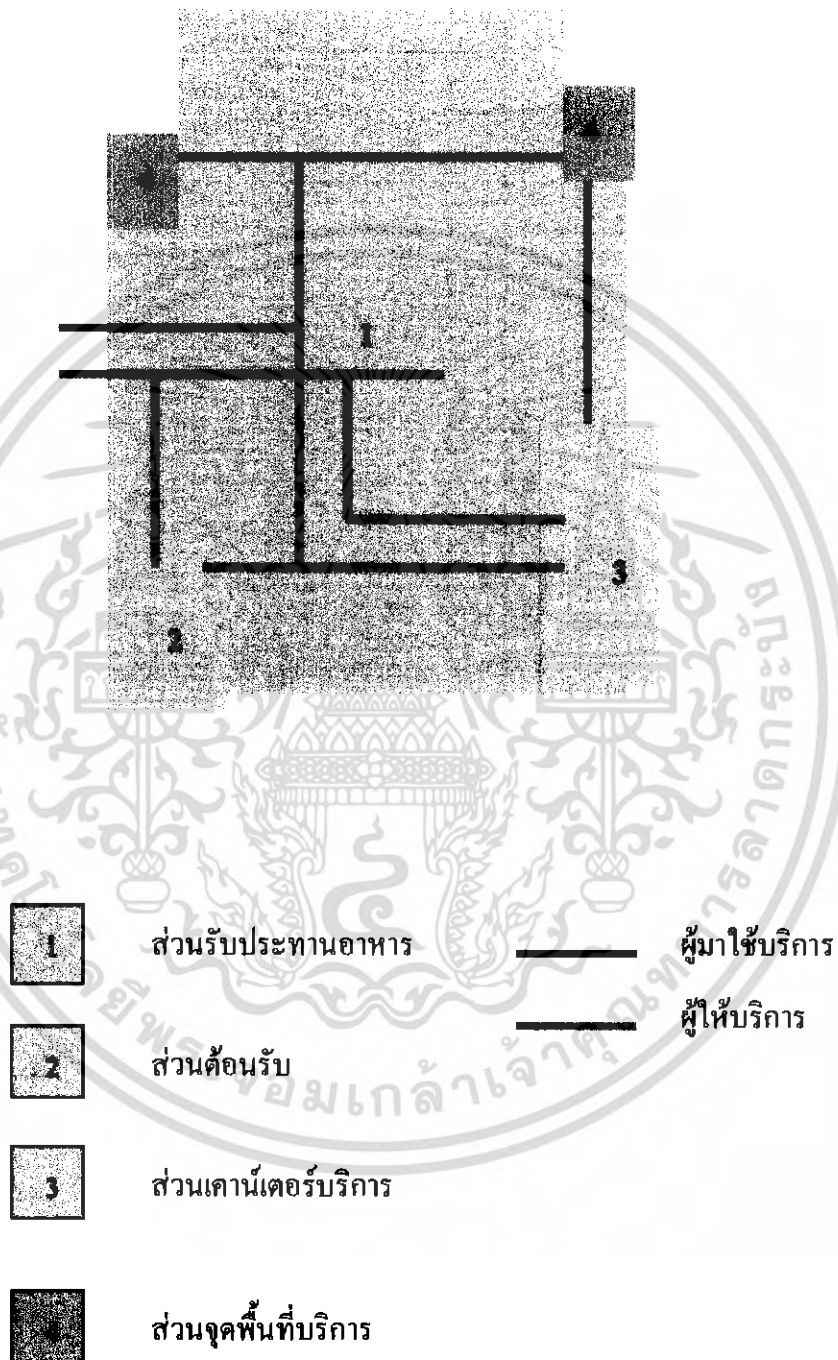 1
3
2
1 ส่วนรับประทานอาหาร ผู้มาใช้บริการ
ผู้ให้บริการ
2 ส่วนต้อนรับ
3 ส่วนเคาน์เตอร์บริการ
ส่วนจุดพื้นที่บริการ